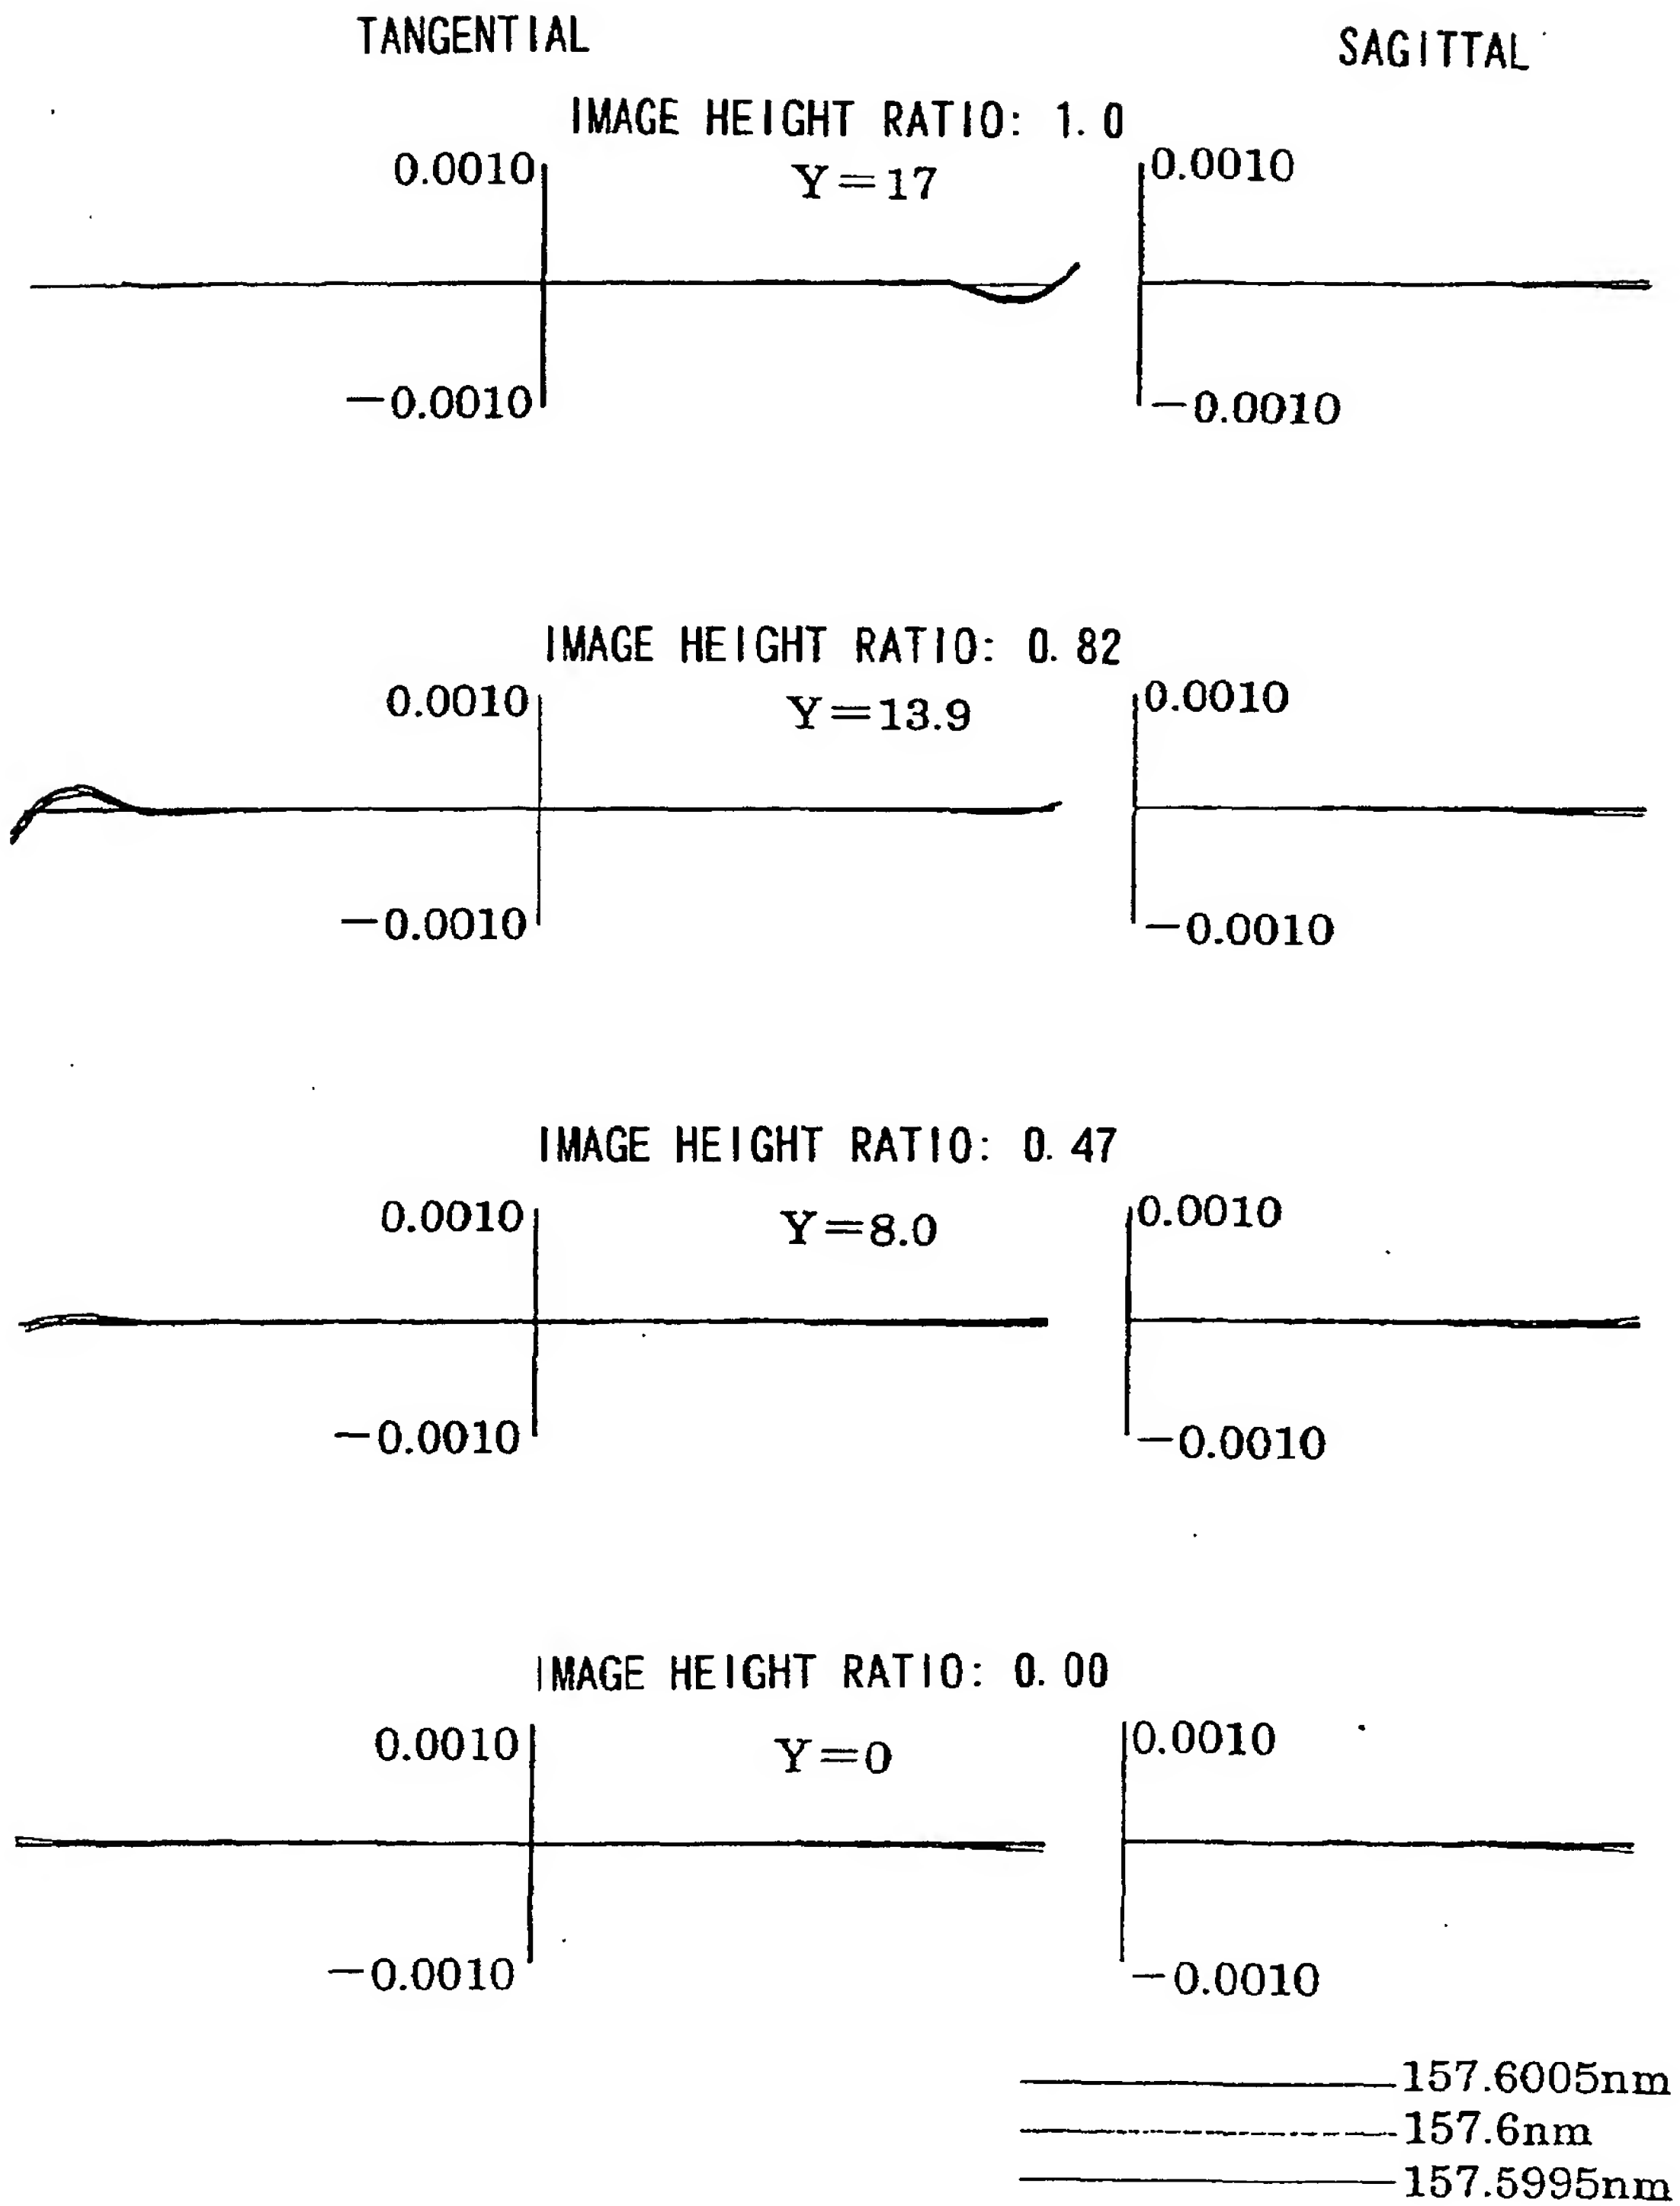 TANGENTIAL
SAGITTAL
IMAGE HEIGHT RATIO: 1.0
0.0010
Y=17
0.0010
−0.0010
−0.0010
IMAGE HEIGHT RATIO: 0.82
0.0010
Y=13.9
0.0010
−0.0010
−0.0010
IMAGE HEIGHT RATIO: 0.47
0.0010
Y=8.0
0.0010
−0.0010
−0.0010
IMAGE HEIGHT RATIO: 0.00
0.0010
Y=0
0.0010
−0.0010
−0.0010
157.6005nm
157.6nm
157.5995nm